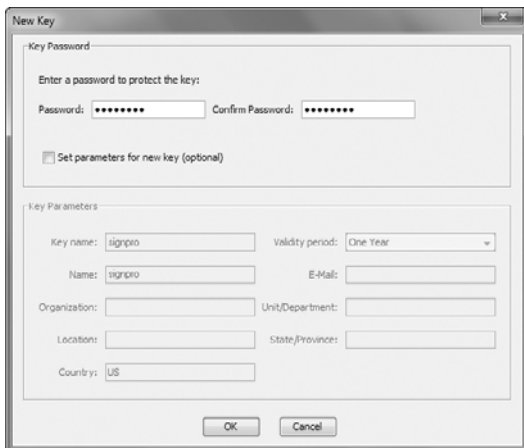 New Key
Key Password
Enter a password to protect the key:
Password: •••••••• Confirm Password: ••••••••
Set parameters for new key (optional)
Key Parameters
Key name: signpro Validity period: One Year
Name: signpro E-Mail:
Organization: Unit/Department:
Location: State/Province:
Country: US
OK Cancel